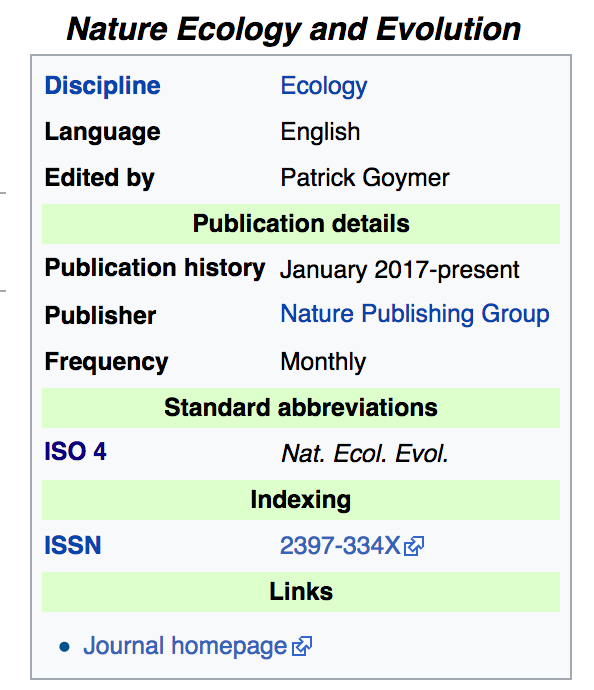 Nature Ecology and Evolution
Discipline Ecology
Language English
Edited by Patrick Goymer
Publication details
Publication history January 2017-present
Publisher Nature Publishing Group
Frequency Monthly
Standard abbreviations
ISO 4 Nat. Ecol. Evol.
Indexing
ISSN 2397-334X
Links
• Journal homepage